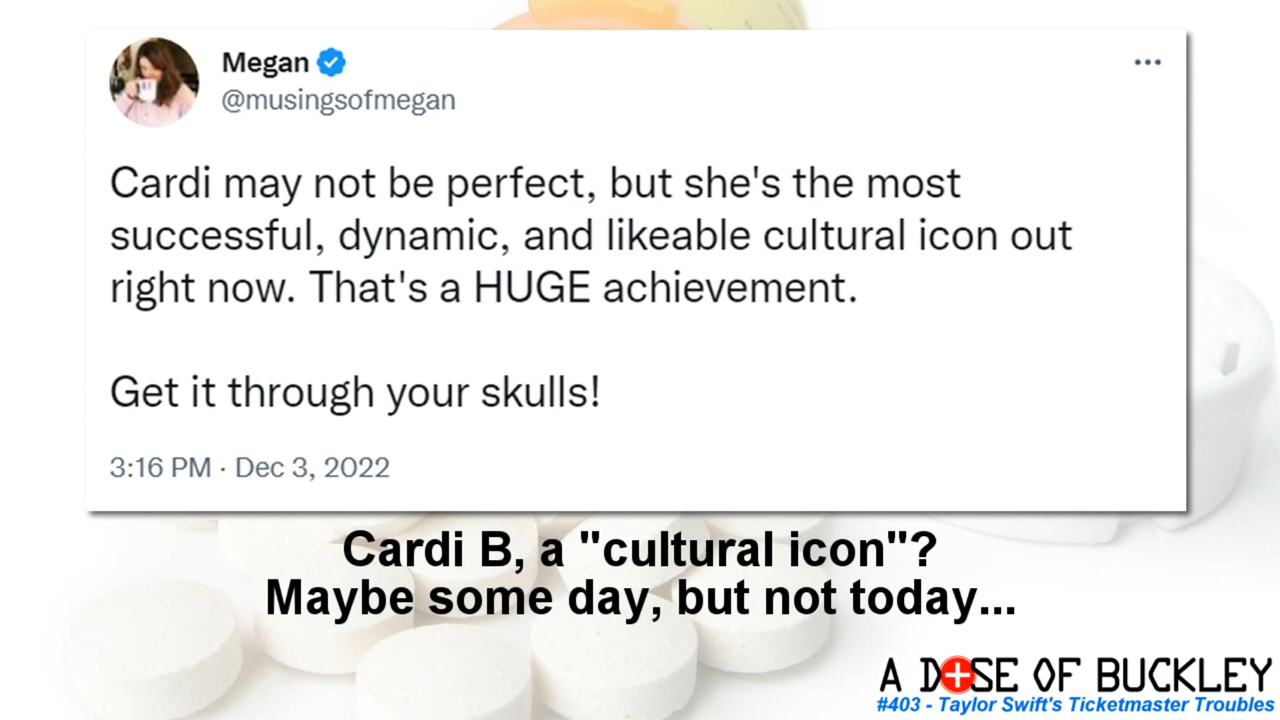 Megan
@musingsofmegan
Cardi may not be perfect, but she's the most
successful, dynamic, and likeable cultural icon out
right now. That's a HUGE achievement.
Get it through your skulls!
3:16 PM · Dec 3, 2022
Cardi B, a "cultural icon"?
Maybe some day, but not today...
A DOSE OF BUCKLEY
#403 - Taylor Swift's Ticketmaster Troubles